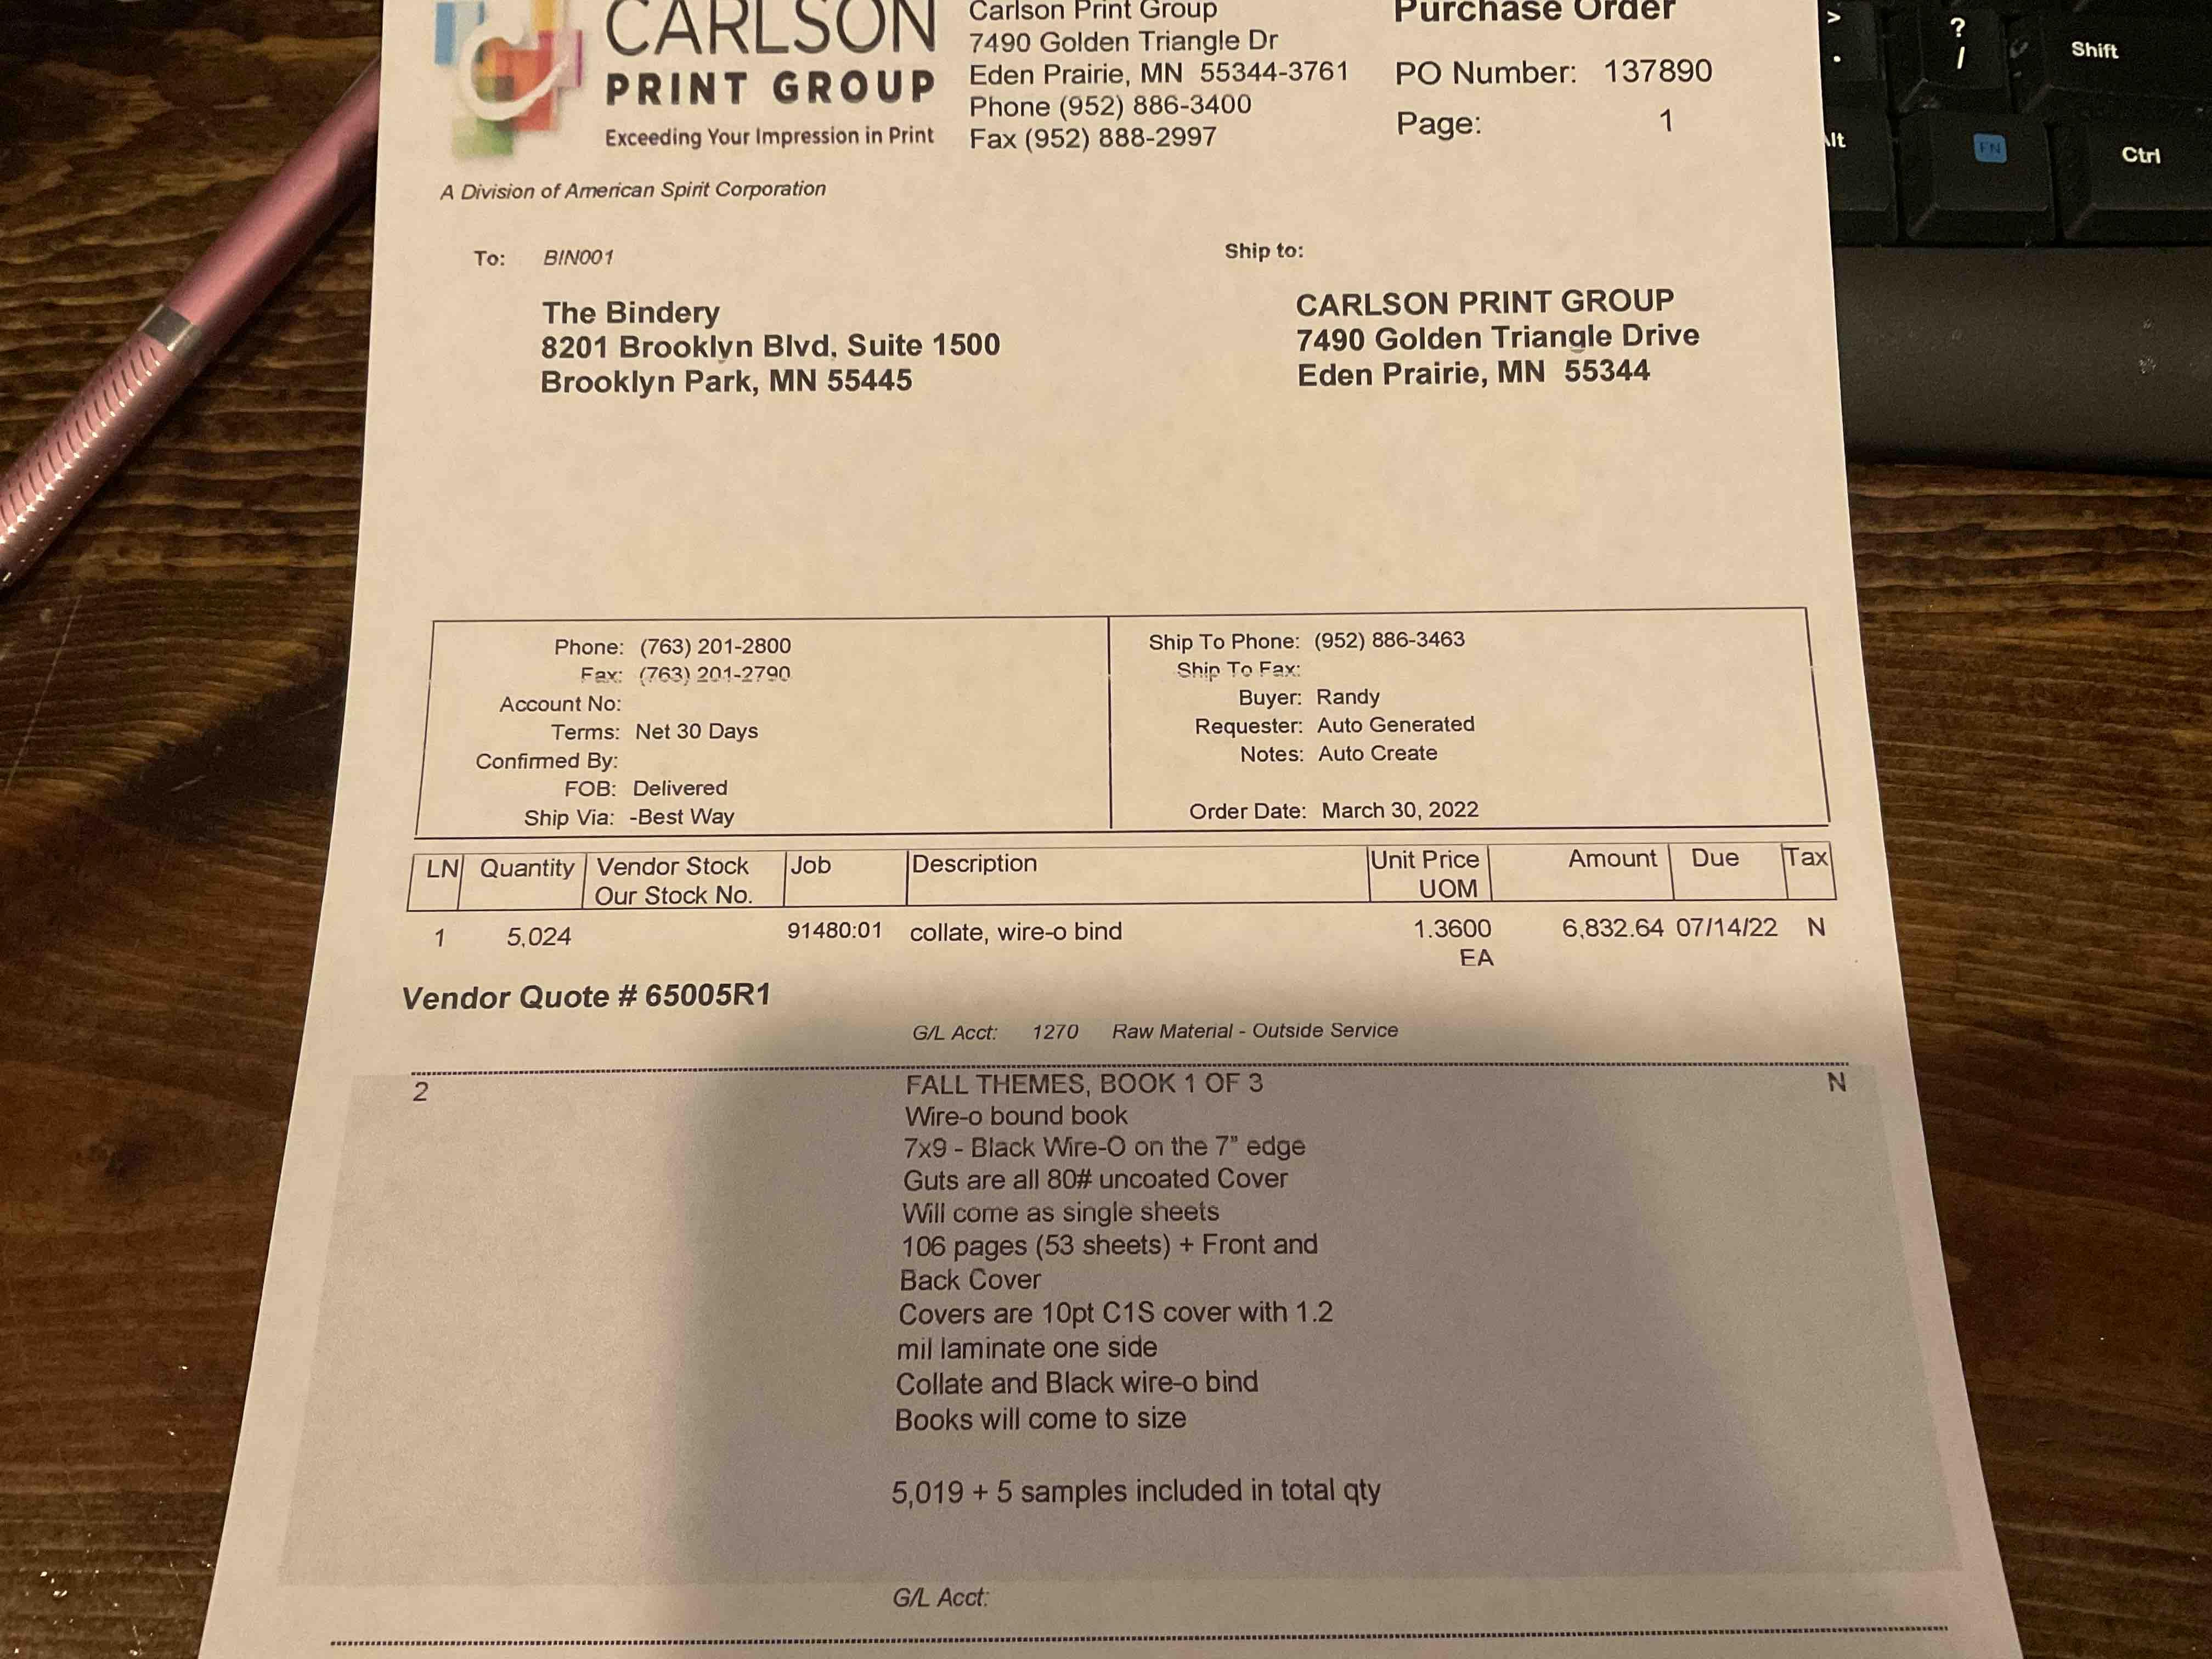 CARLSON
PRINT GROUP
Exceeding Your Impression in Print
A Division of American Spirit Corporation
Carlson Print Group
7490 Golden Triangle Dr
Eden Prairie, MN 55344-3761
Phone (952) 886-3400
Fax (952) 888-2997
Purchase Order
PO Number: 137890
Page: 1
To: BIN001
The Bindery
8201 Brooklyn Blvd, Suite 1500
Brooklyn Park, MN 55445
Ship to:
CARLSON PRINT GROUP
7490 Golden Triangle Drive
Eden Prairie, MN 55344
Phone: (763) 201-2800
Fax: (763) 201-2790
Account No:
Terms: Net 30 Days
Confirmed By:
FOB: Delivered
Ship Via: -Best Way
Ship To Phone: (952) 886-3463
Ship To Fax:
Buyer: Randy
Requester: Auto Generated
Notes: Auto Create
Order Date: March 30, 2022
LN Quantity Vendor Stock Job Description Unit Price Amount Due Tax
Our Stock No. UOM
1 5,024 91480:01 collate, wire-o bind 1.3600 6,832.64 07/14/22 N
EA
Vendor Quote # 65005R1
G/L Acct: 1270 Raw Material - Outside Service
2 FALL THEMES, BOOK 1 OF 3 N
Wire-o bound book
7x9 - Black Wire-O on the 7" edge
Guts are all 80# uncoated Cover
Will come as single sheets
106 pages (53 sheets) + Front and
Back Cover
Covers are 10pt C1S cover with 1.2
mil laminate one side
Collate and Black wire-o bind
Books will come to size
5,019 + 5 samples included in total qty
G/L Acct:
> .
? /
Shift
Alt
FN
Ctrl